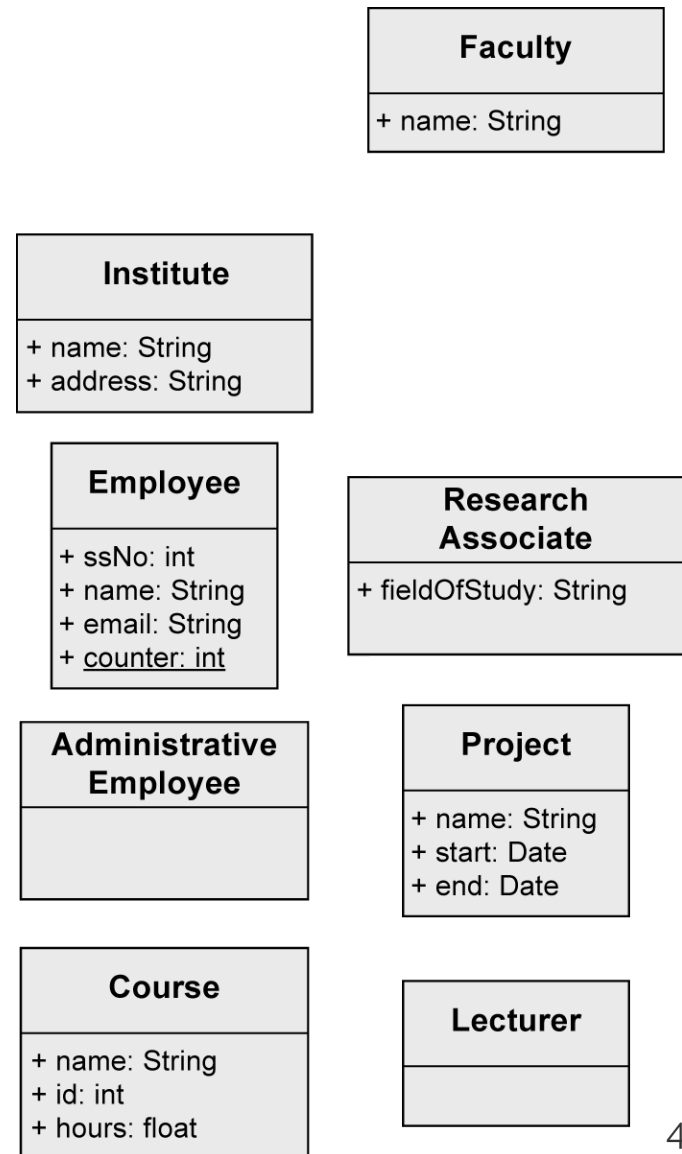 Faculty
+ name: String
Institute
+ name: String
+ address: String
Employee
+ ssNo: int
+ name: String
+ email: String
+ counter: int
Research
Associate
+ fieldOfStudy: String
Administrative
Employee
Project
+ name: String
+ start: Date
+ end: Date
Course
+ name: String
+ id: int
+ hours: float
Lecturer
4